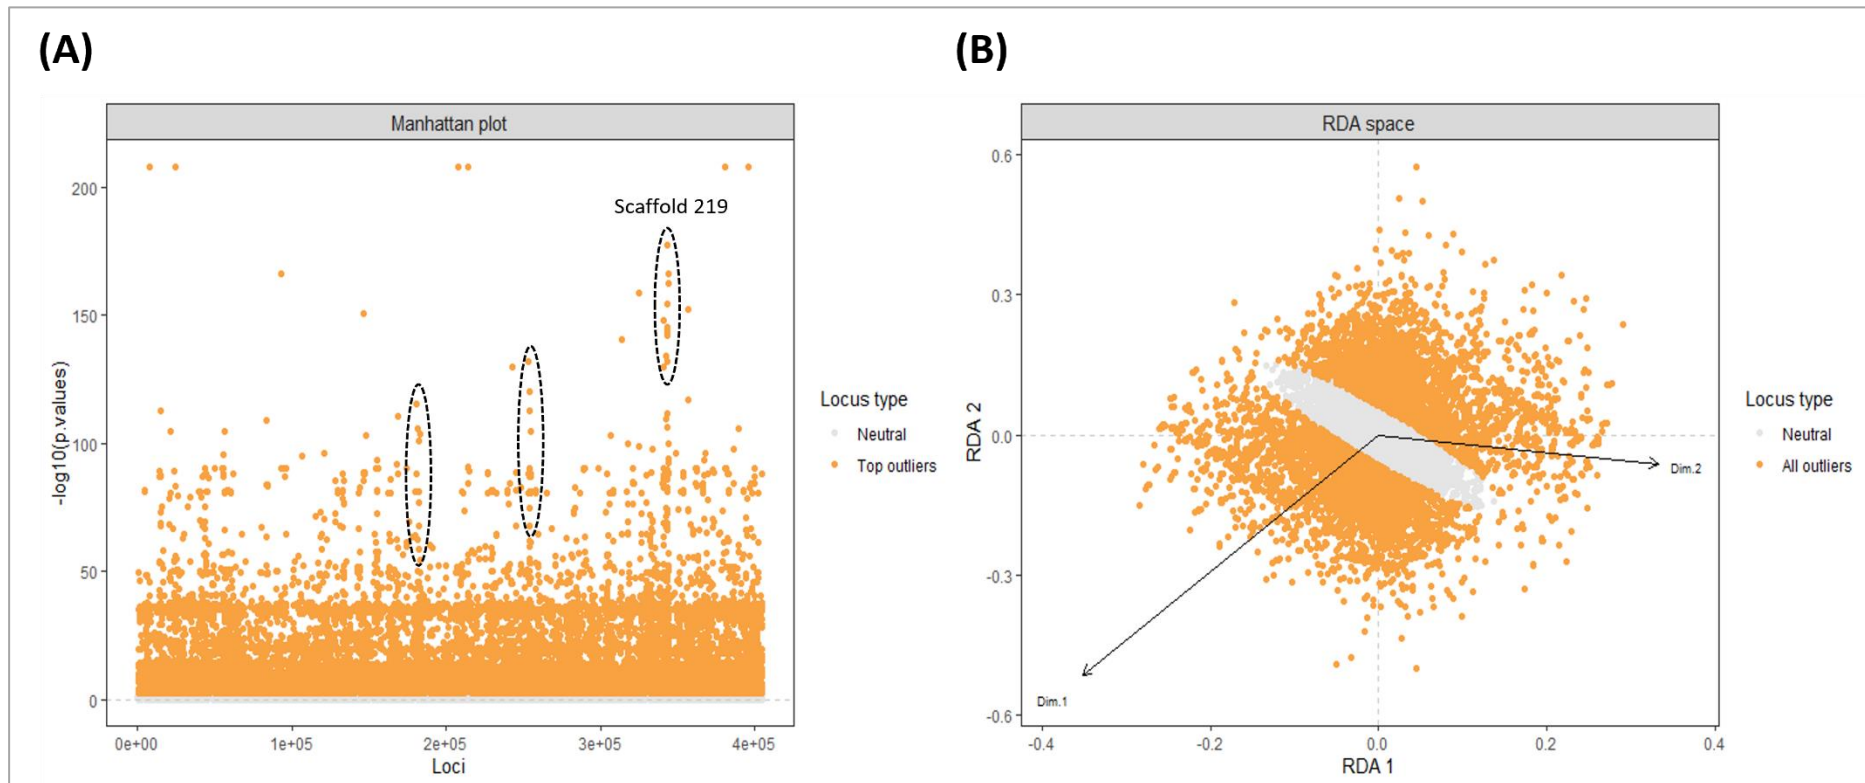 (A)
Manhattan plot
200
150
100
50
0
-log10(p.values)
0e+00
1e+05
2e+05
3e+05
4e+05
Loci
Scaffold 219
Locus type
Neutral
Top outliers
(B)
RDA space
0.6
0.3
0.0
-0.3
-0.6
RDA 2
-0.4
-0.2
0.0
0.2
0.4
RDA 1
Dim.1
Dim.2
Locus type
Neutral
All outliers